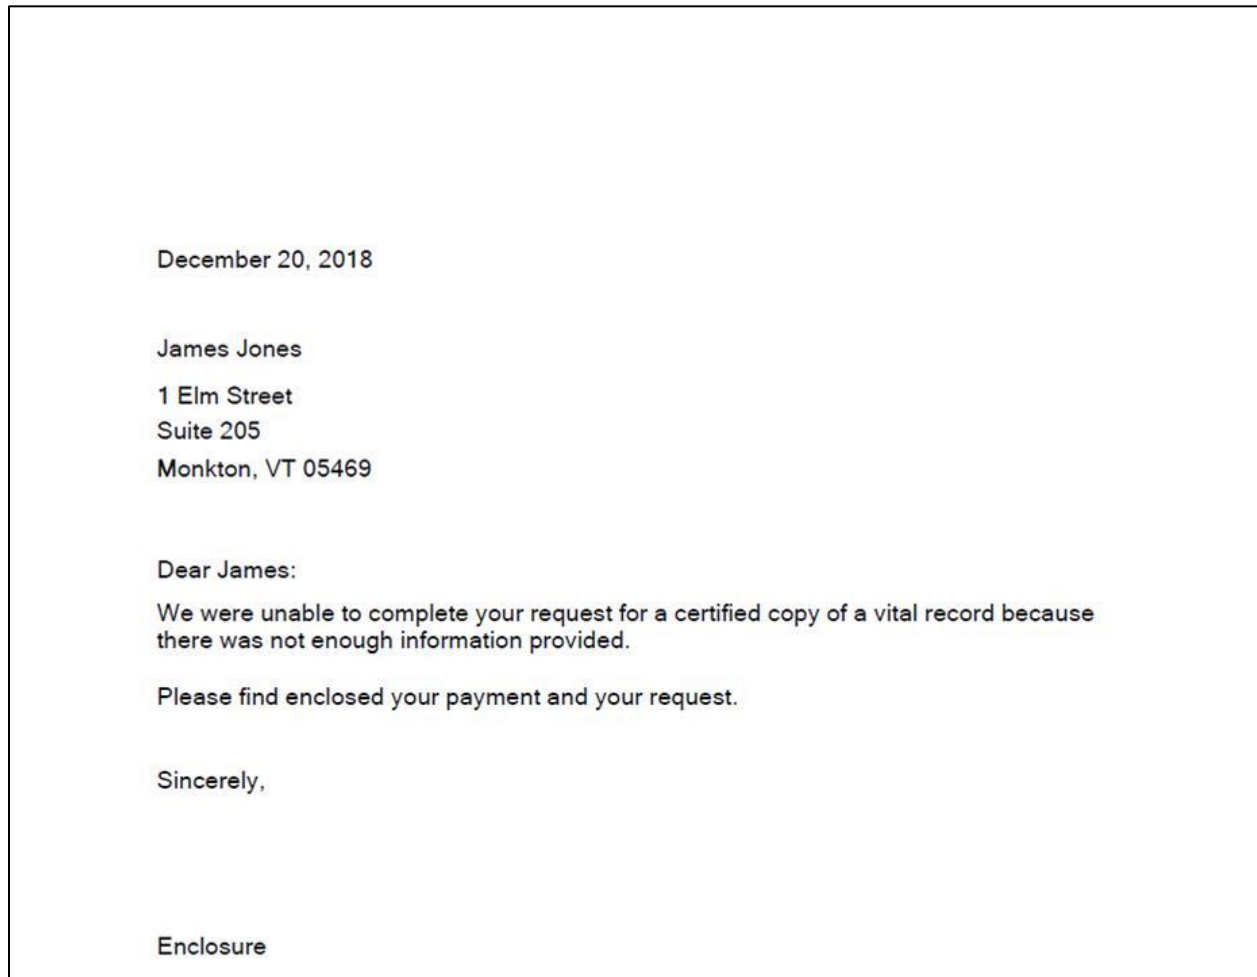 December 20, 2018
James Jones
1 Elm Street
Suite 205
Monkton, VT 05469
Dear James:
We were unable to complete your request for a certified copy of a vital record because
there was not enough information provided.
Please find enclosed your payment and your request.
Sincerely,
Enclosure